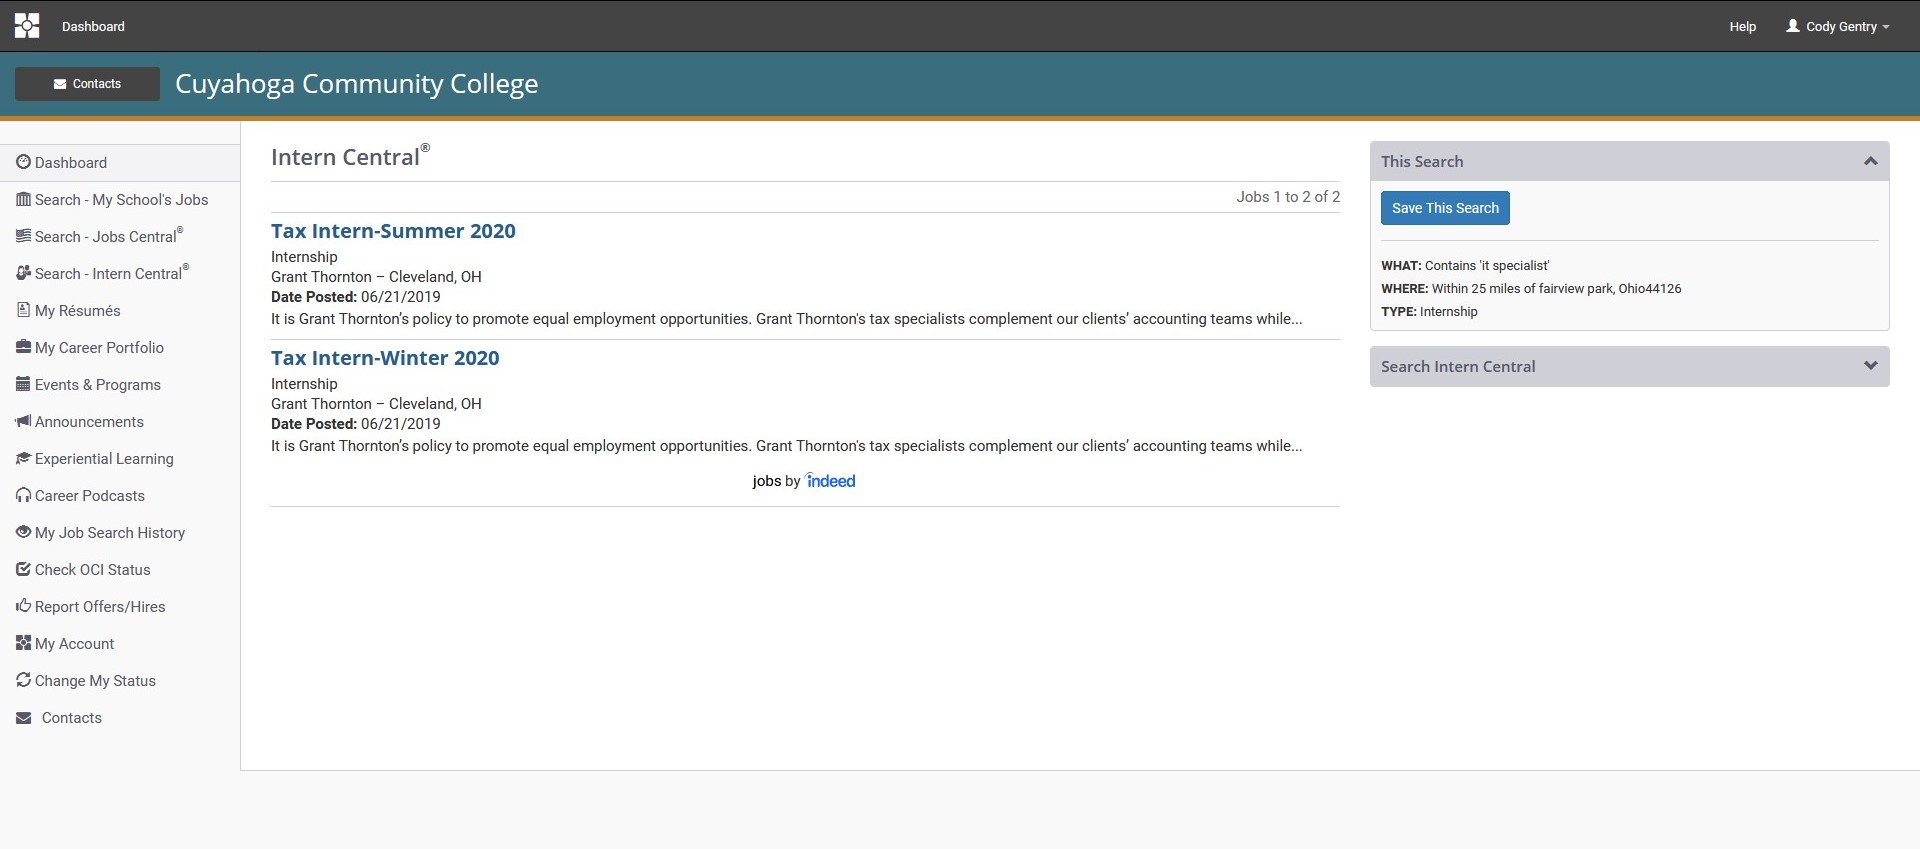 Dashboard
Help
Cody Gentry
Contacts
Cuyahoga Community College
Dashboard
Search - My School's Jobs
Search - Jobs Central®
Search - Intern Central®
My Résumés
My Career Portfolio
Events & Programs
Announcements
Experiential Learning
Career Podcasts
My Job Search History
Check OCI Status
Report Offers/Hires
My Account
Change My Status
Contacts
Intern Central®
Jobs 1 to 2 of 2
Tax Intern-Summer 2020
Internship
Grant Thornton – Cleveland, OH
Date Posted: 06/21/2019
It is Grant Thornton’s policy to promote equal employment opportunities. Grant Thornton's tax specialists complement our clients’ accounting teams while...
Tax Intern-Winter 2020
Internship
Grant Thornton – Cleveland, OH
Date Posted: 06/21/2019
It is Grant Thornton’s policy to promote equal employment opportunities. Grant Thornton's tax specialists complement our clients’ accounting teams while...
jobs by indeed
This Search
Save This Search
WHAT: Contains 'it specialist'
WHERE: Within 25 miles of fairview park, Ohio44126
TYPE: Internship
Search Intern Central